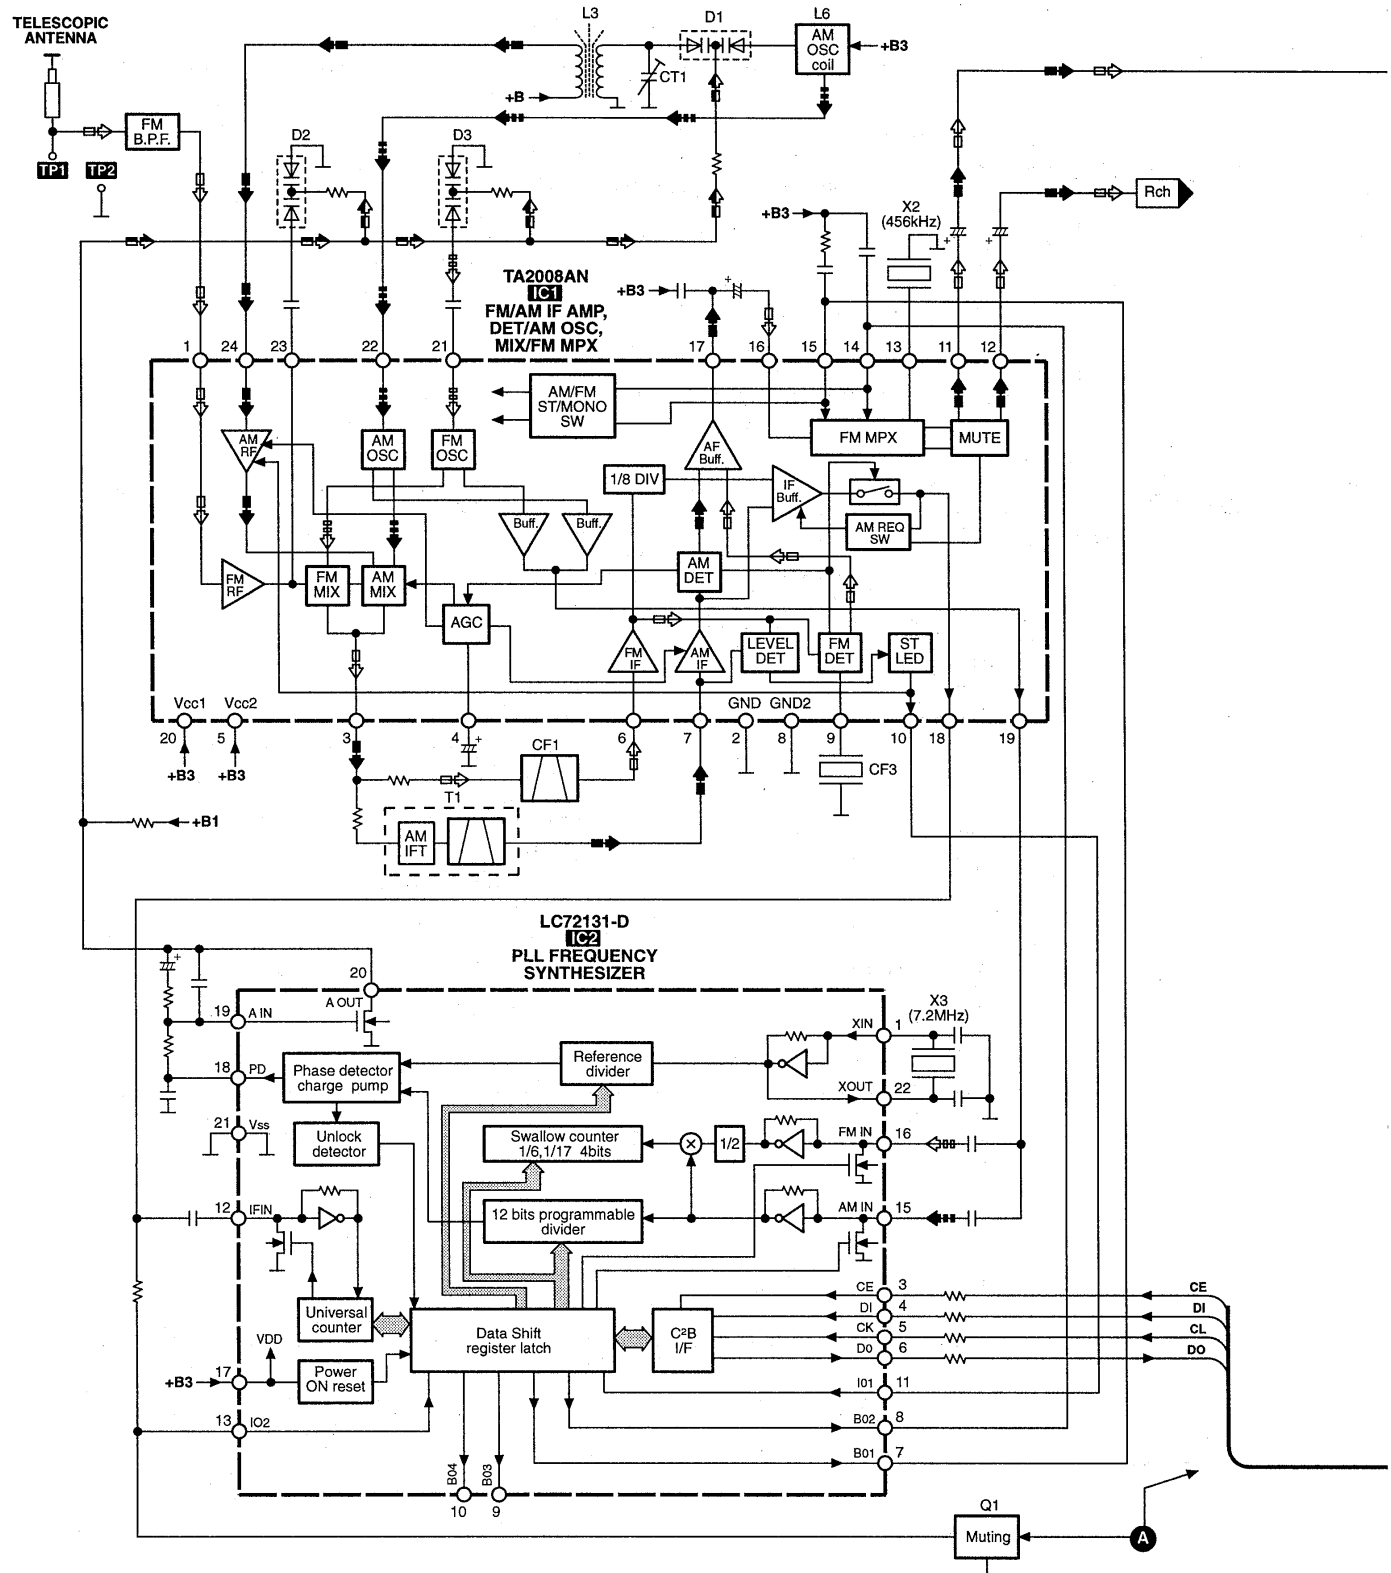 TELESCOPIC
ANTENNA
L3
D1
L6
AM
OSC
coil
+B3
CT1
+B
FM
B.P.F.
TP1
TP2
D2
D3
Rch
X2
(456kHz)
+B3
+
+
TA2008AN
IC1
FM/AM IF AMP,
DET/AM OSC,
MIX/FM MPX
+B3
+
1
24
23
22
21
17
16
15
14
13
11
12
AM/FM
ST/MONO
SW
AM
RF
AM
OSC
FM
OSC
AF
Buff.
FM MPX
MUTE
1/8 DIV
IF
Buff.
AM REQ
SW
Buff.
Buff.
FM
RF
FM
MIX
AM
MIX
AM
DET
AGC
FM
IF
AM
IF
LEVEL
DET
FM
DET
ST
LED
Vcc1
Vcc2
GND
GND2
20
5
3
4
+
6
7
2
8
9
10
18
19
+B3
+B3
CF1
CF3
T1
AM
IFT
+B1
LC72131-D
IC2
PLL FREQUENCY
SYNTHESIZER
+
20
A OUT
19
A IN
X3
(7.2MHz)
XIN
1
Reference
divider
Phase detector
charge pump
18
PD
XOUT
22
21
Vss
Unlock
detector
Swallow counter
1/6,1/17 4bits
×
1/2
FM IN
16
12
IFIN
12 bits programmable
divider
AM IN
15
Universal
counter
Data Shift
register latch
C²B
I/F
CE
3
CE
DI
4
DI
CK
5
CL
D0
6
DO
VDD
+B3
17
Power
ON reset
I01
11
13
IO2
B02
8
B01
7
B04
B03
10
9
Q1
Muting
A